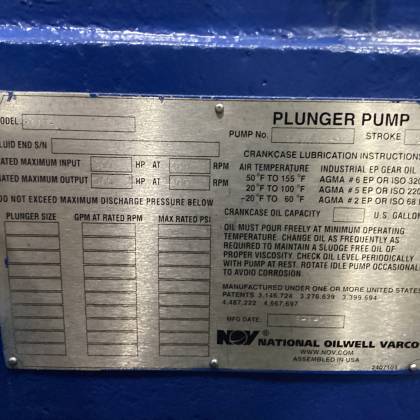 MODEL
FLUID END S/N
RATED MAXIMUM INPUT HP AT RPM
RATED MAXIMUM OUTPUT HP AT RPM
DO NOT EXCEED MAXIMUM DISCHARGE PRESSURE BELOW
PLUNGER SIZE GPM AT RATED RPM MAX RATED PSI
PLUNGER PUMP
PUMP No. STROKE
CRANKCASE LUBRICATION INSTRUCTIONS
AIR TEMPERATURE INDUSTRIAL EP GEAR OIL
50 °F TO 155 °F AGMA #6 EP OR ISO 320
20 °F TO 100 °F AGMA #5 EP OR ISO 220
-20 °F TO 60 °F AGMA #2 EP OR ISO 68
CRANKCASE OIL CAPACITY U.S. GALLON
OIL MUST POUR FREELY AT MINIMUM OPERATING
TEMPERATURE. CHANGE OIL AS FREQUENTLY AS
REQUIRED TO MAINTAIN A SLUDGE FREE OIL OF
PROPER VISCOSITY. CHECK OIL LEVEL PERIODICALLY
WITH PUMP AT REST. ROTATE IDLE PUMP OCCASIONAL
TO AVOID CORROSION.
MANUFACTURED UNDER ONE OR MORE UNITED STATES
PATENTS 3,146,724 3,276,639 3,399,694
4,487,222 4,667,697
MFG DATE:
NOV NATIONAL OILWELL VARCO
WWW.NOV.COM
ASSEMBLED IN USA